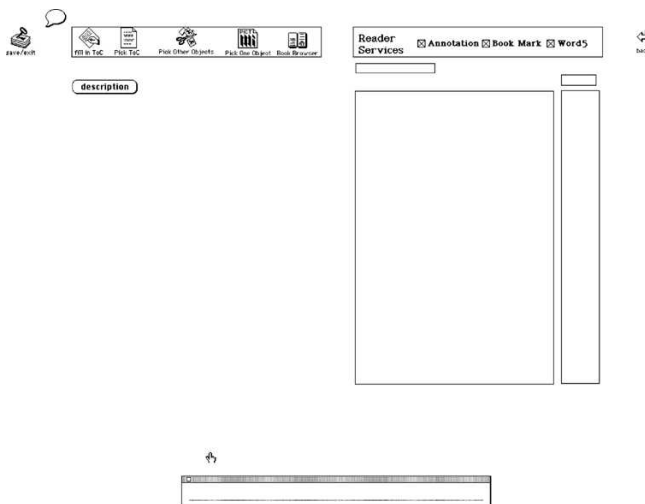 save/exit
fill in ToC
Pick ToC
Pick Other Objects
Pick One Object
Book Browser
PICT
description
Reader
Services
Annotation
Book Mark
Word5